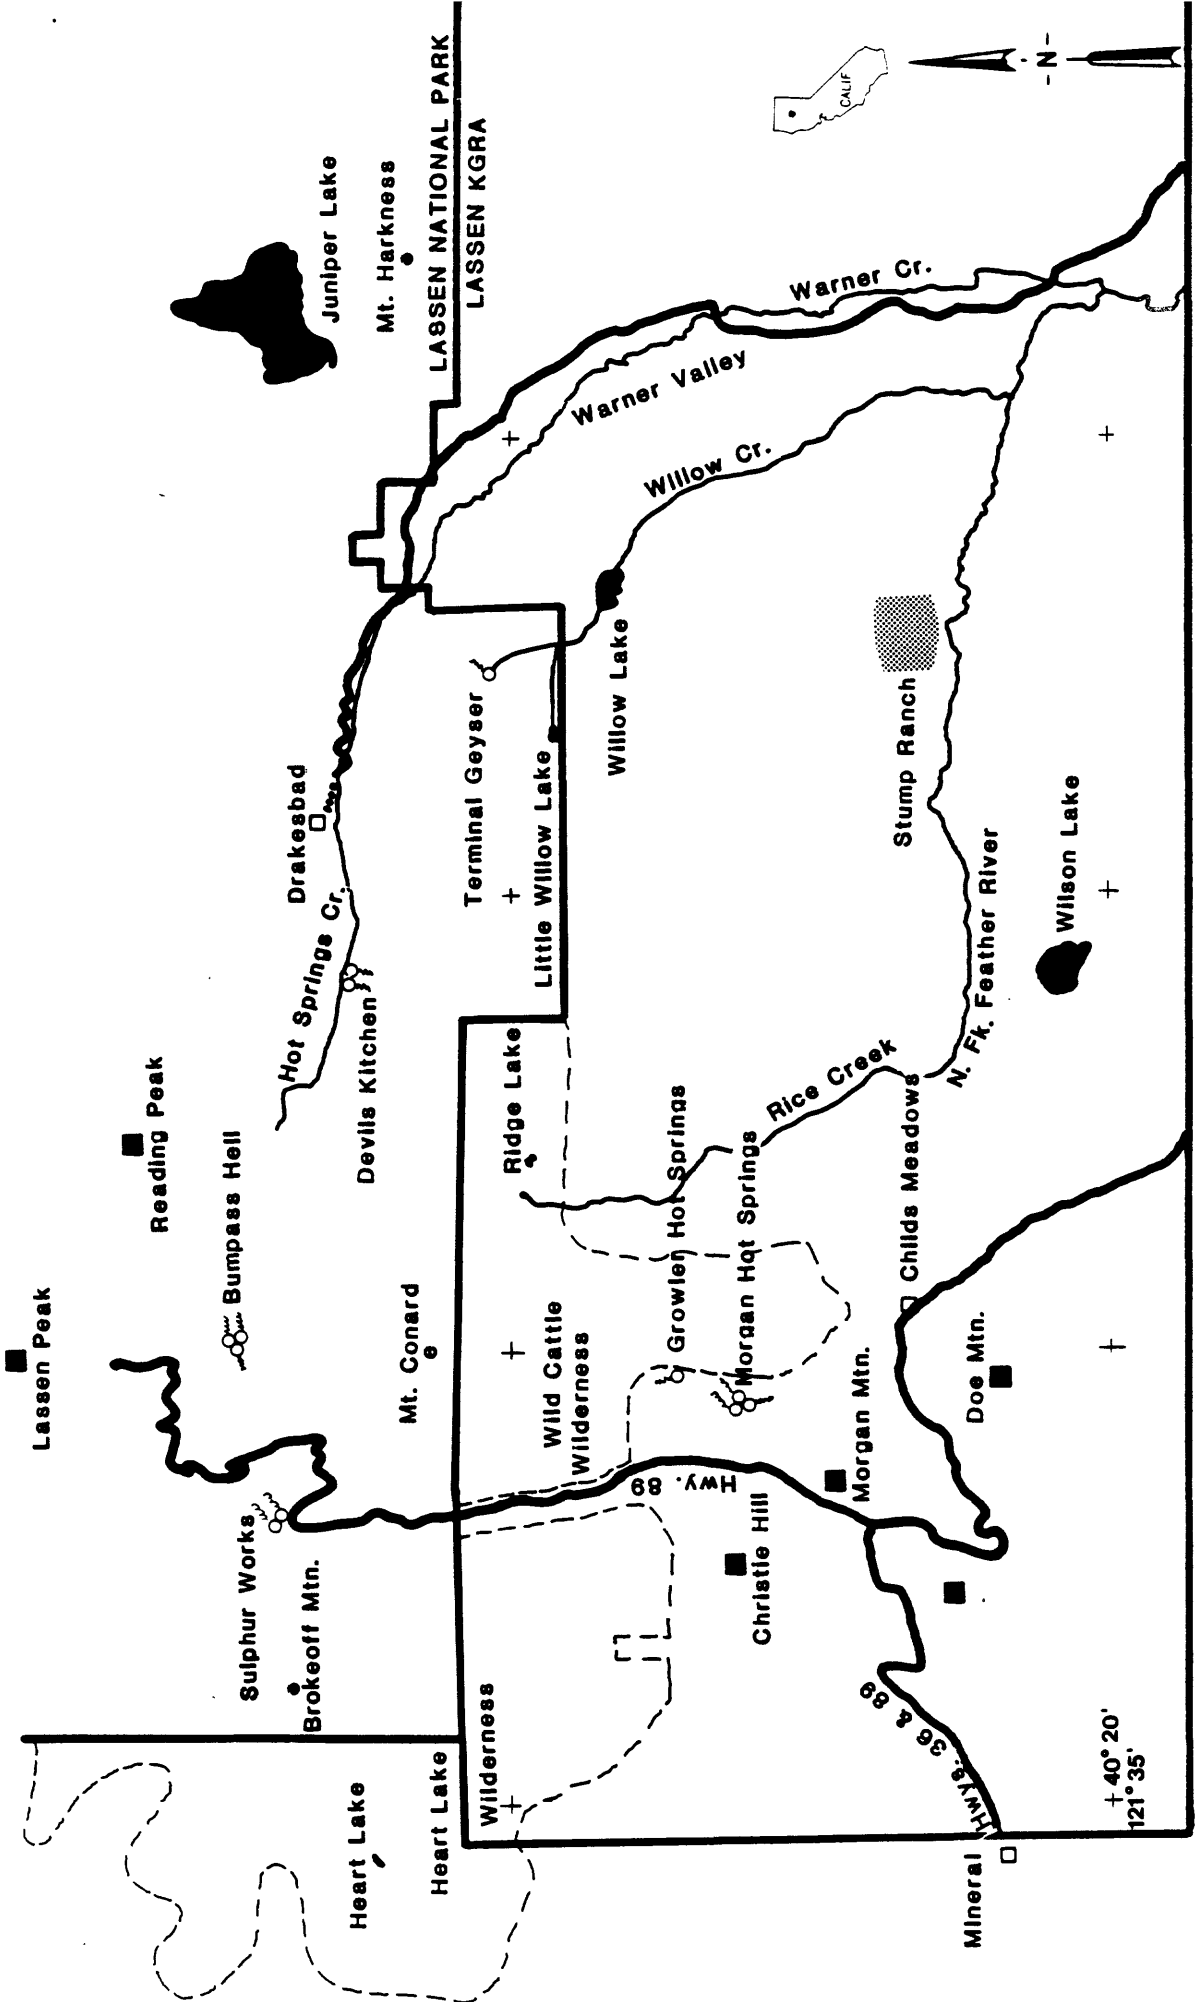 Lassen Peak
Reading Peak
Bumpass Hell
Sulphur Works
Brokeoff Mtn.
Hot Springs Cr.
Drakesbad
Devils Kitchen
Juniper Lake
Mt. Harkness
LASSEN NATIONAL PARK
LASSEN KGRA
Mt. Conard
Heart Lake
Heart Lake
Wilderness
Wild Cattle
Wilderness
Ridge Lake
Terminal Geyser
Little Willow Lake
Willow Lake
Warner Valley
Willow Cr.
Warner Cr.
Growler Hot Springs
Morgan Hot Springs
Rice Creek
Hwy. 89
Christie Hill
Morgan Mtn.
Childs Meadows
Stump Ranch
N. Fk. Feather River
Doe Mtn.
Wilson Lake
Hwys. 36 & 89
Mineral
40° 20'
121° 35'
CALIF
-N-